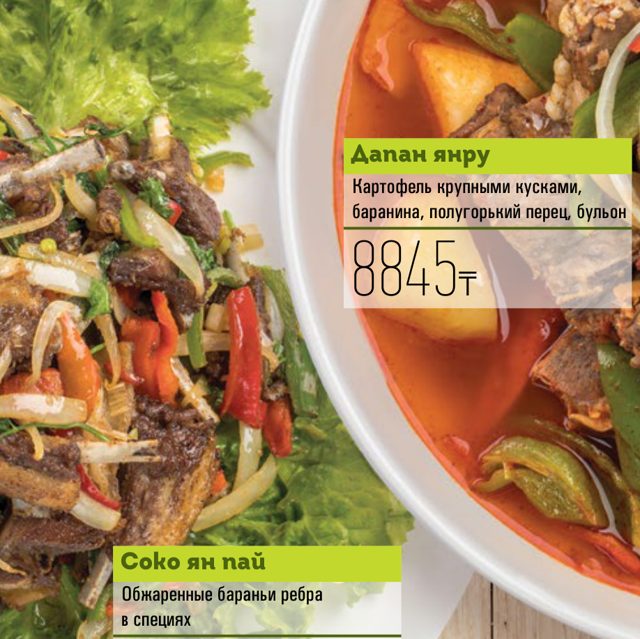 Дапан янру
Картофель крупными кусками,
баранина, полугорький перец, бульон
8845₸
Соко ян пай
Обжаренные бараньи ребра
в специях